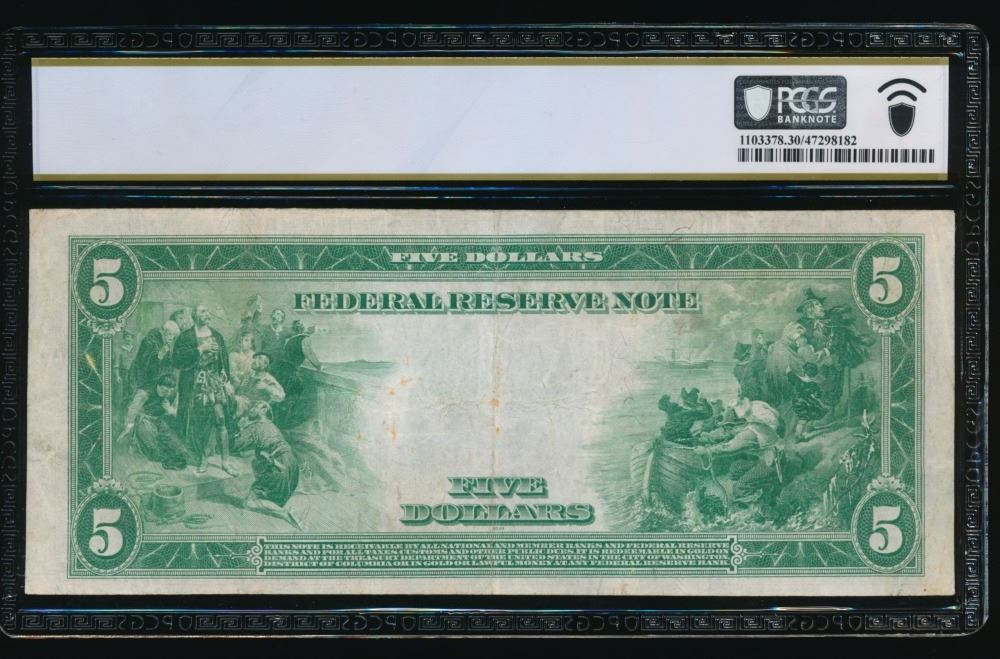 PCGS
BANKNOTE
1103378.30/47298182
5 FIVE DOLLARS 5
FEDERAL RESERVE NOTE
FIVE
DOLLARS
5 5
THIS NOTE IS RECEIVABLE BY ALL NATIONAL AND MEMBER BANKS AND FEDERAL RESERVE
BANKS AND FOR ALL TAXES, CUSTOMS AND OTHER PUBLIC DUES. IT IS REDEEMABLE IN GOLD ON
DEMAND AT THE TREASURY DEPARTMENT OF THE UNITED STATES IN THE CITY OF WASHINGTON
DISTRICT OF COLUMBIA OR IN GOLD OR LAWFUL MONEY AT ANY FEDERAL RESERVE BANK.